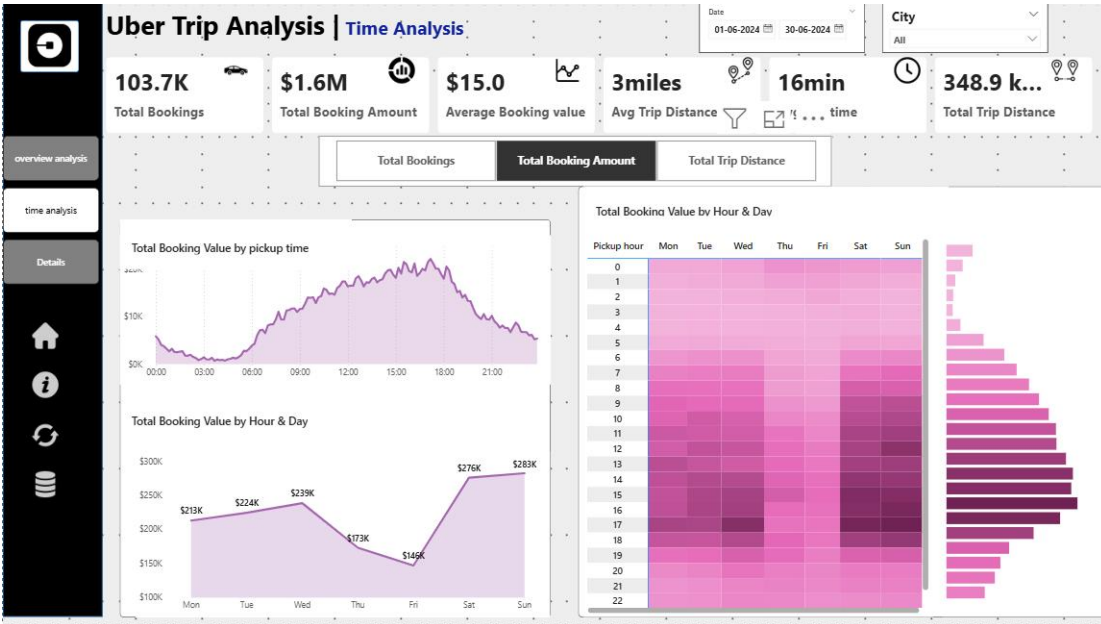 Uber Trip Analysis | Time Analysis
Date
01-06-2024 30-06-2024
City
All
103.7K
Total Bookings
$1.6M
Total Booking Amount
$15.0
Average Booking value
3miles
Avg Trip Distance
16min
time
348.9 k...
Total Trip Distance
overview analysis
time analysis
Details
Total Bookings
Total Booking Amount
Total Trip Distance
Total Booking Value by pickup time
$20K
$10K
$0K
00:00 03:00 06:00 09:00 12:00 15:00 18:00 21:00
Total Booking Value by Hour & Day
$300K
$250K
$200K
$150K
$100K
$213K
$224K
$239K
$173K
$146K
$276K
$283K
Mon Tue Wed Thu Fri Sat Sun
Total Booking Value by Hour & Day
Pickup hour Mon Tue Wed Thu Fri Sat Sun
0
1
2
3
4
5
6
7
8
9
10
11
12
13
14
15
16
17
18
19
20
21
22